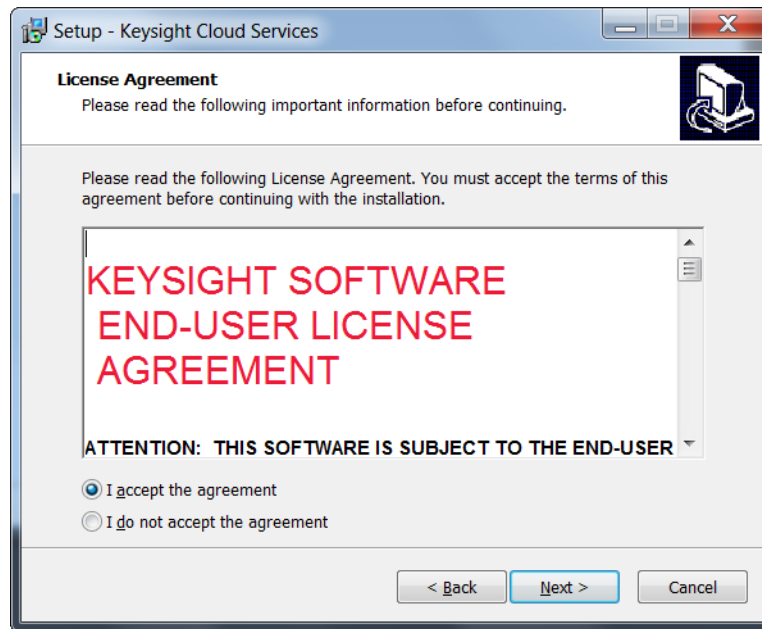 Setup - Keysight Cloud Services
License Agreement
Please read the following important information before continuing.
Please read the following License Agreement. You must accept the terms of this
agreement before continuing with the installation.
KEYSIGHT SOFTWARE
END-USER LICENSE
AGREEMENT
ATTENTION:  THIS SOFTWARE IS SUBJECT TO THE END-USER
I accept the agreement
I do not accept the agreement
< Back Next > Cancel